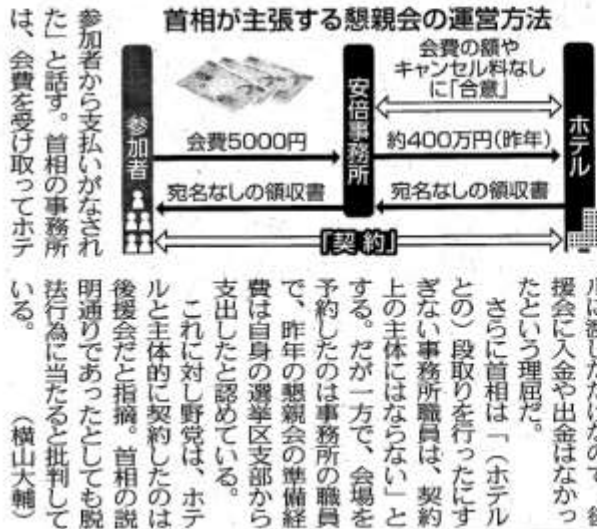 首相が主張する懇親会の運営方法
会費の額や
キャンセル料なし
に「合意」
参加者
安倍事務所
ホテル
会費5000円
約400万円(昨年)
宛名なしの領収書
宛名なしの領収書
「契約」
参加者から支払いがなされ
た」と話す。首相の事務所
は、会費を受け取ってホテ
ルに渡しただけなので、後
援会に入金や出金はなかっ
たという理屈だ。
さらに首相は「(ホテル
との)段取りを行ったにす
ぎない事務所職員は、契約
上の主体にはならない」と
する。だが一方で、会場を
予約したのは事務所の職員
で、昨年の懇親会の準備経
費は自身の選挙区支部から
支出したと認めている。
これに対し野党は、ホテ
ルと主体的に契約したのは
後援会だと指摘。首相の説
明通りであったとしても脱
法行為に当たると批判して
いる。
(横山大輔)